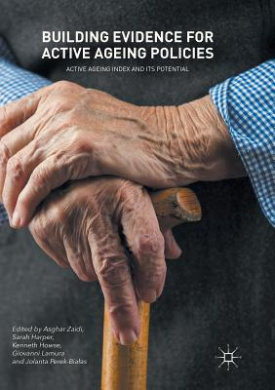 BUILDING EVIDENCE FOR
ACTIVE AGEING POLICIES
ACTIVE AGEING INDEX AND ITS POTENTIAL
Edited by Asghar Zaidi,
Sarah Harper,
Kenneth Howse,
Giovanni Lamura
and Jolanta Perek-Białas